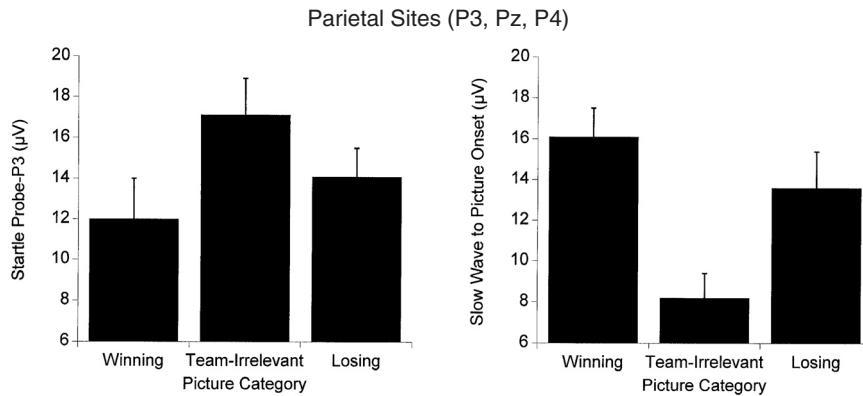 Parietal Sites (P3, Pz, P4)
Startle Probe-P3 (µV)
20
18
16
14
12
10
8
6
Winning Team-Irrelevant Losing
Picture Category
Slow Wave to Picture Onset (µV)
20
18
16
14
12
10
8
6
Winning Team-Irrelevant Losing
Picture Category